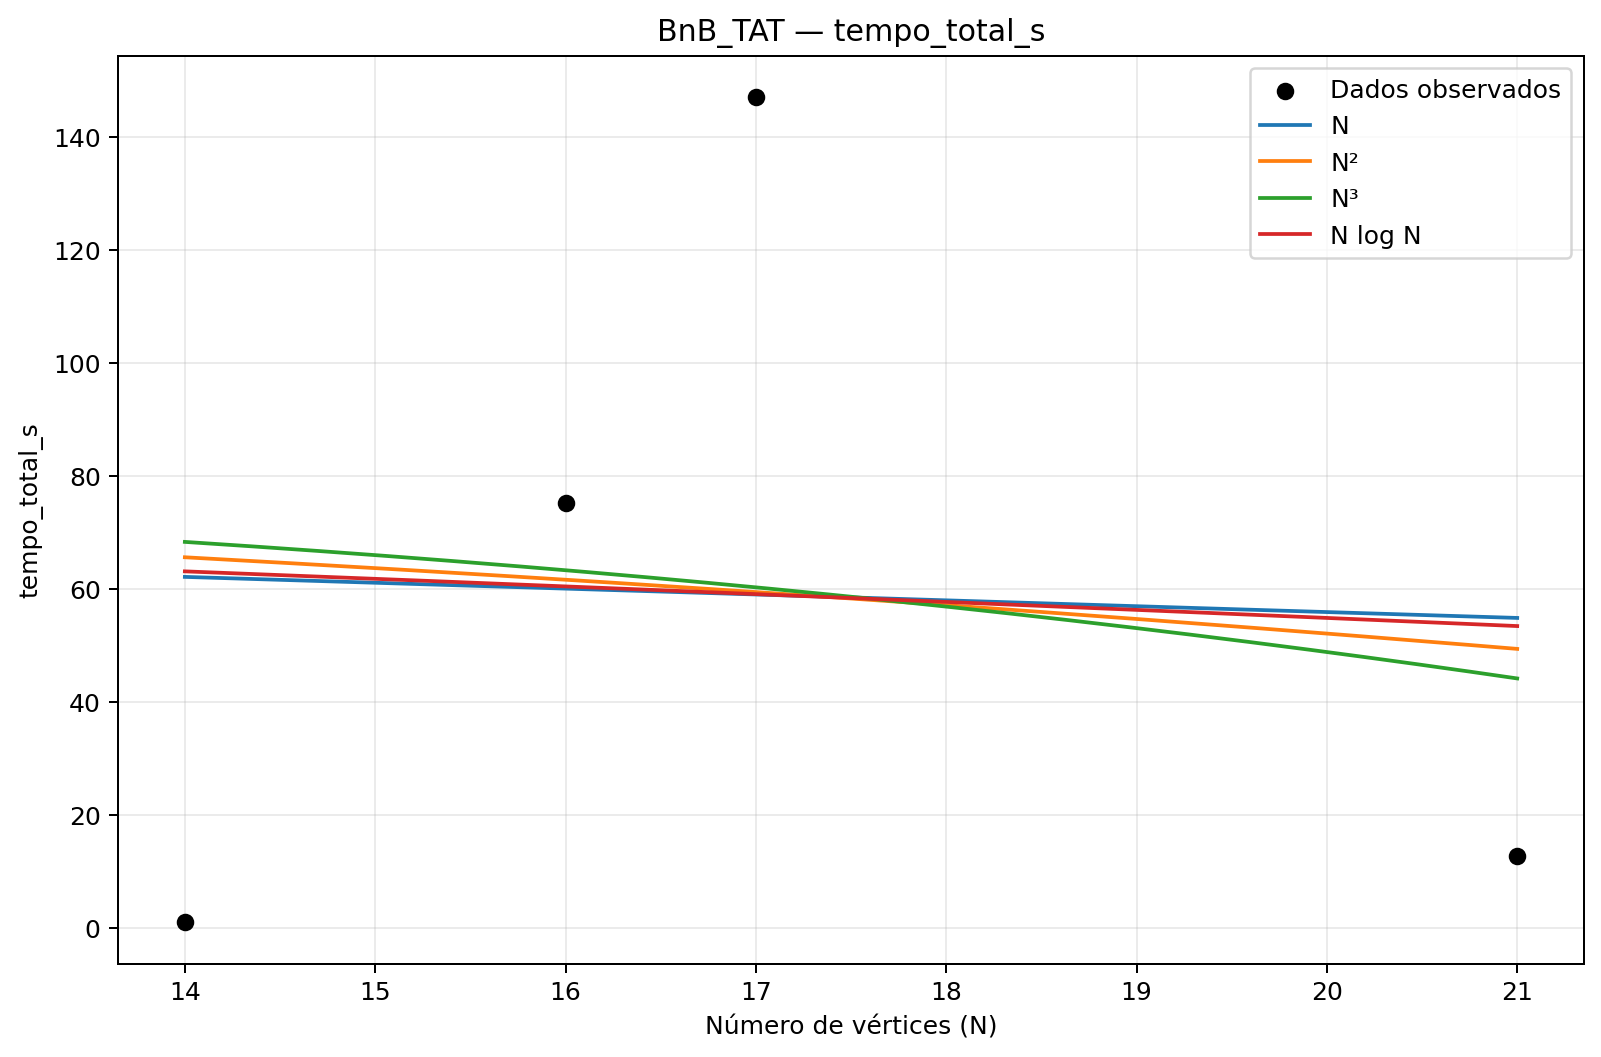 BnB_TAT — tempo_total_s
Dados observados
N
N²
N³
N log N
tempo_total_s
140
120
100
80
60
40
20
0
14 15 16 17 18 19 20 21
Número de vértices (N)